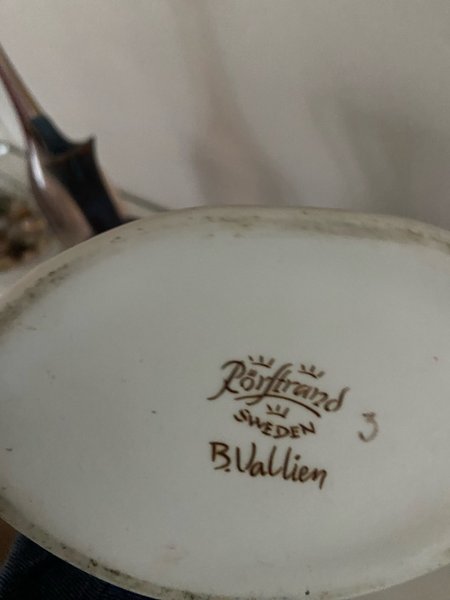 Rörstrand
SWEDEN
3
B.Vallien